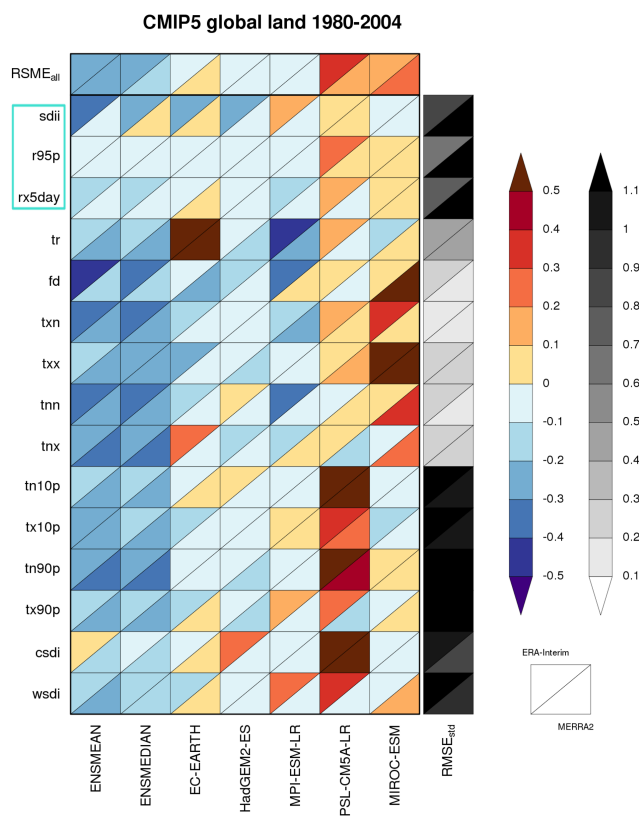 CMIP5 global land 1980-2004
RSMEall
sdii
r95p
rx5day
tr
fd
txn
txx
tnn
tnx
tn10p
tx10p
tn90p
tx90p
csdi
wsdi
ENSMEAN
ENSMEDIAN
EC-EARTH
HadGEM2-ES
MPI-ESM-LR
PSL-CM5A-LR
MIROC-ESM
RMSEstd
0.5
0.4
0.3
0.2
0.1
0
-0.1
-0.2
-0.3
-0.4
-0.5
1.1
1
0.9
0.8
0.7
0.6
0.5
0.4
0.3
0.2
0.1
ERA-Interim
MERRA2